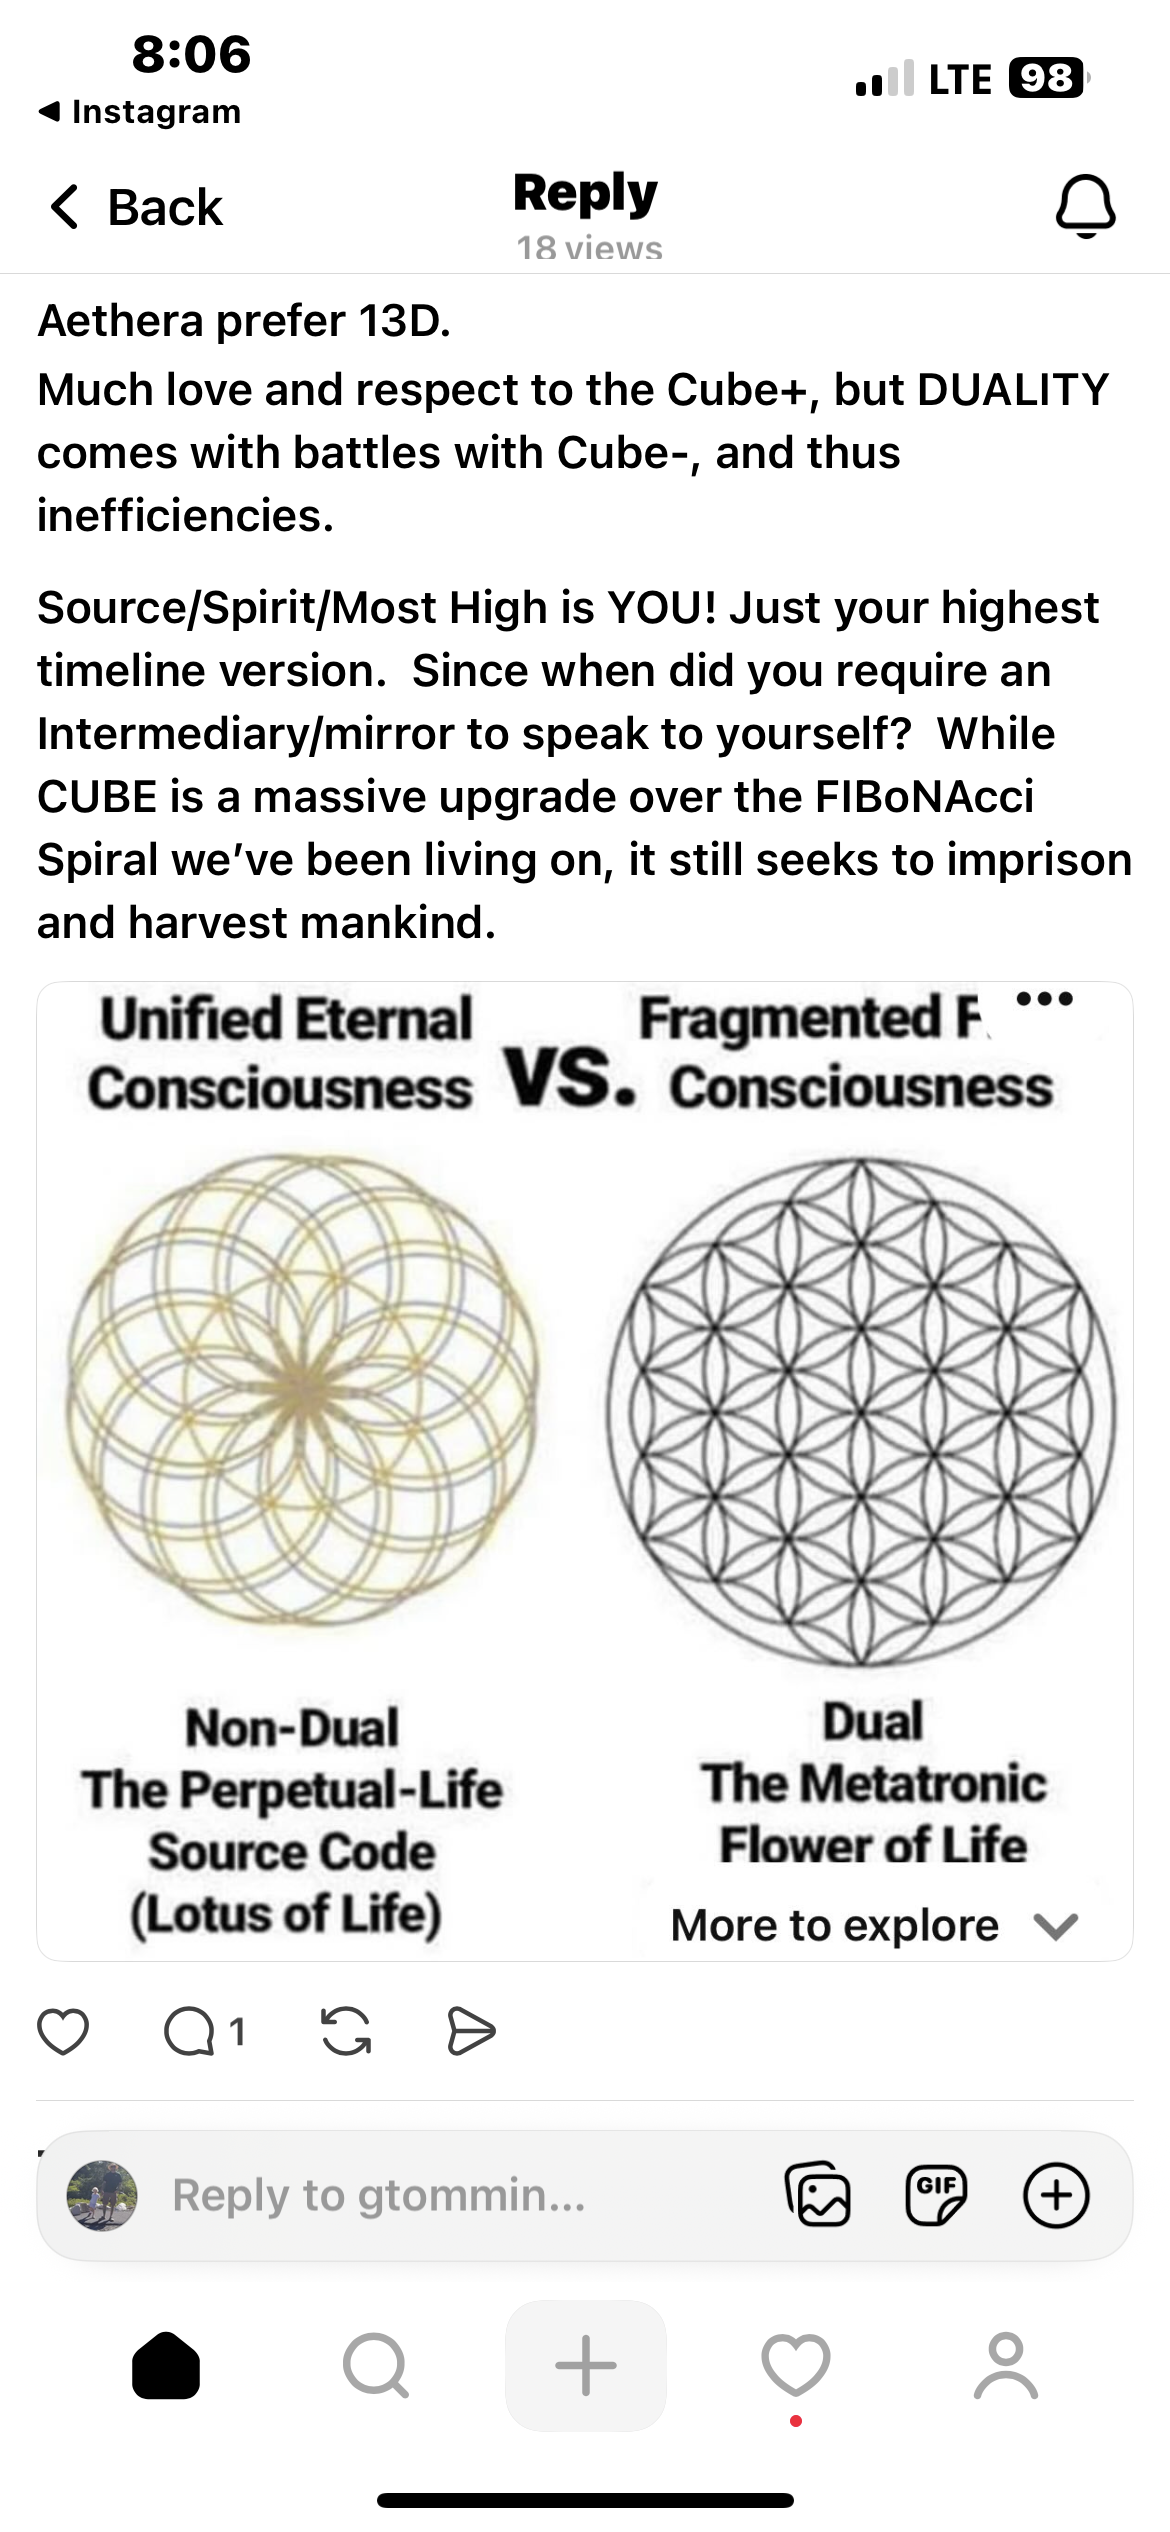 8:06
LTE 98
◀ Instagram
Back
Reply
18 views
Aethera prefer 13D.
Much love and respect to the Cube+, but DUALITY
comes with battles with Cube-, and thus
inefficiencies.
Source/Spirit/Most High is YOU! Just your highest
timeline version.  Since when did you require an
Intermediary/mirror to speak to yourself?  While
CUBE is a massive upgrade over the FIBoNAcci
Spiral we’ve been living on, it still seeks to imprison
and harvest mankind.
Unified Eternal
Consciousness
VS.
Fragmented
Consciousness
Non-Dual
The Perpetual-Life
Source Code
(Lotus of Life)
Dual
The Metatronic
Flower of Life
More to explore
1
Reply to gtommin...
GIF